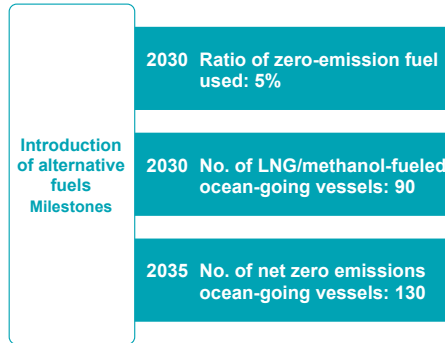 Introduction
of alternative
fuels
Milestones
2030 Ratio of zero-emission fuel
used: 5%
2030 No. of LNG/methanol-fueled
ocean-going vessels: 90
2035 No. of net zero emissions
ocean-going vessels: 130